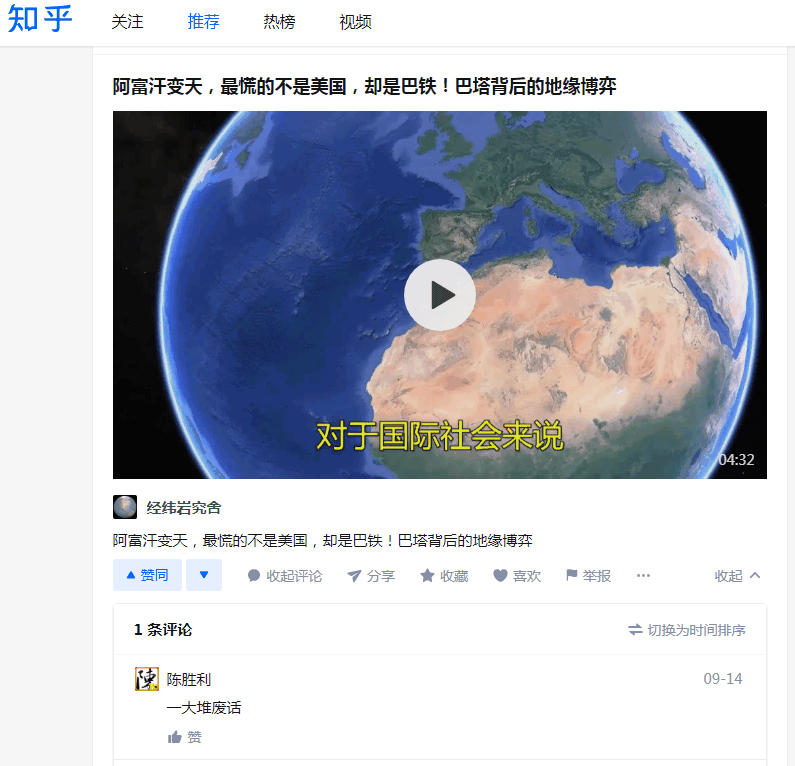 知乎 关注 推荐 热榜 视频
阿富汗变天，最慌的不是美国，却是巴铁！巴塔背后的地缘博弈
对于国际社会来说
04:32
经纬岩究舍
阿富汗变天，最慌的不是美国，却是巴铁！巴塔背后的地缘博弈
赞同 收起评论 分享 收藏 喜欢 举报 ··· 收起
1 条评论 切换为时间排序
陳 陈胜利 09-14
一大堆废话
赞